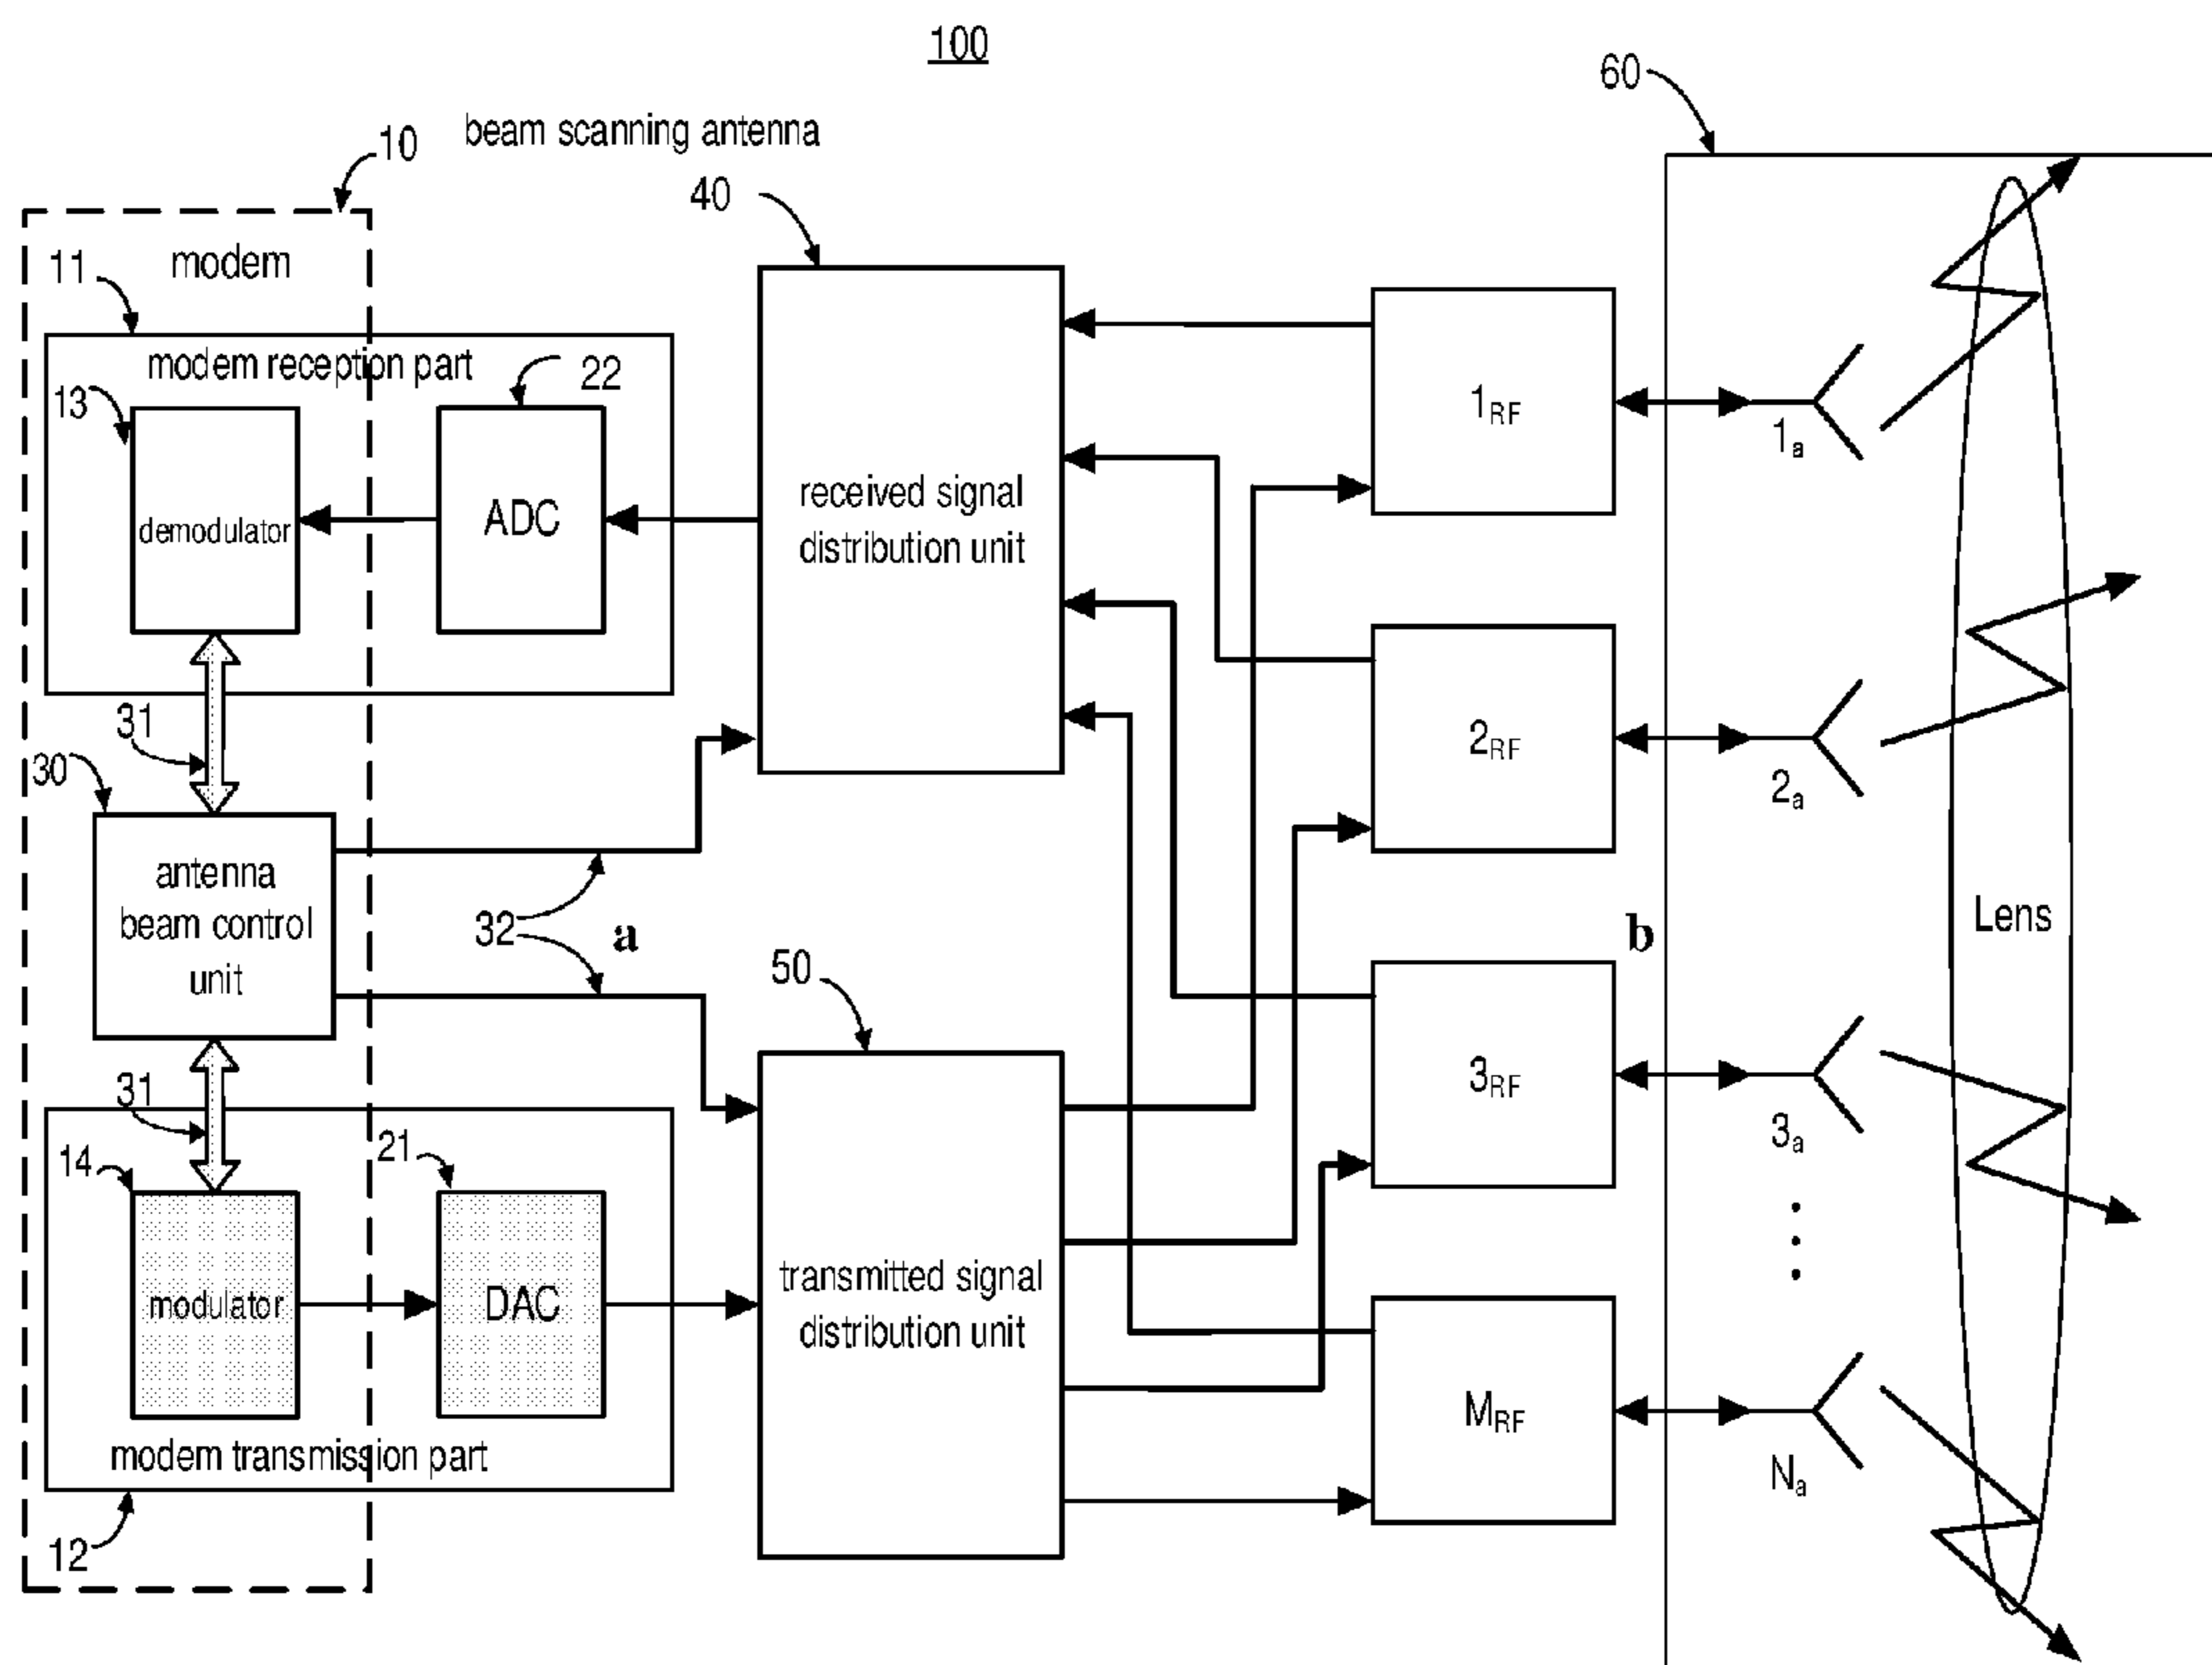 100
60
10
beam scanning antenna
40
11
modem
modem reception part
13
22
demodulator
ADC
received signal
distribution unit
1RF
1a
2RF
2a
31
30
antenna
beam control
unit
32
a
b
Lens
50
3RF
3a
31
14
21
modulator
DAC
transmitted signal
distribution unit
MRF
Na
modem transmission part
12